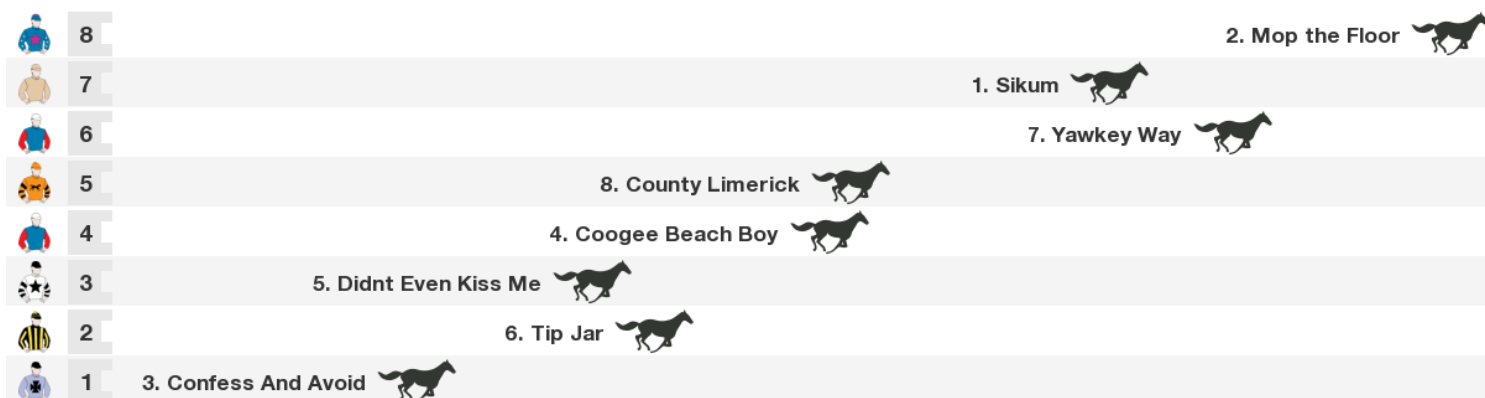 8 2. Mop the Floor
7 1. Sikum
6 7. Yawkey Way
5 8. County Limerick
4 4. Coogee Beach Boy
3 5. Didnt Even Kiss Me
2 6. Tip Jar
1 3. Confess And Avoid